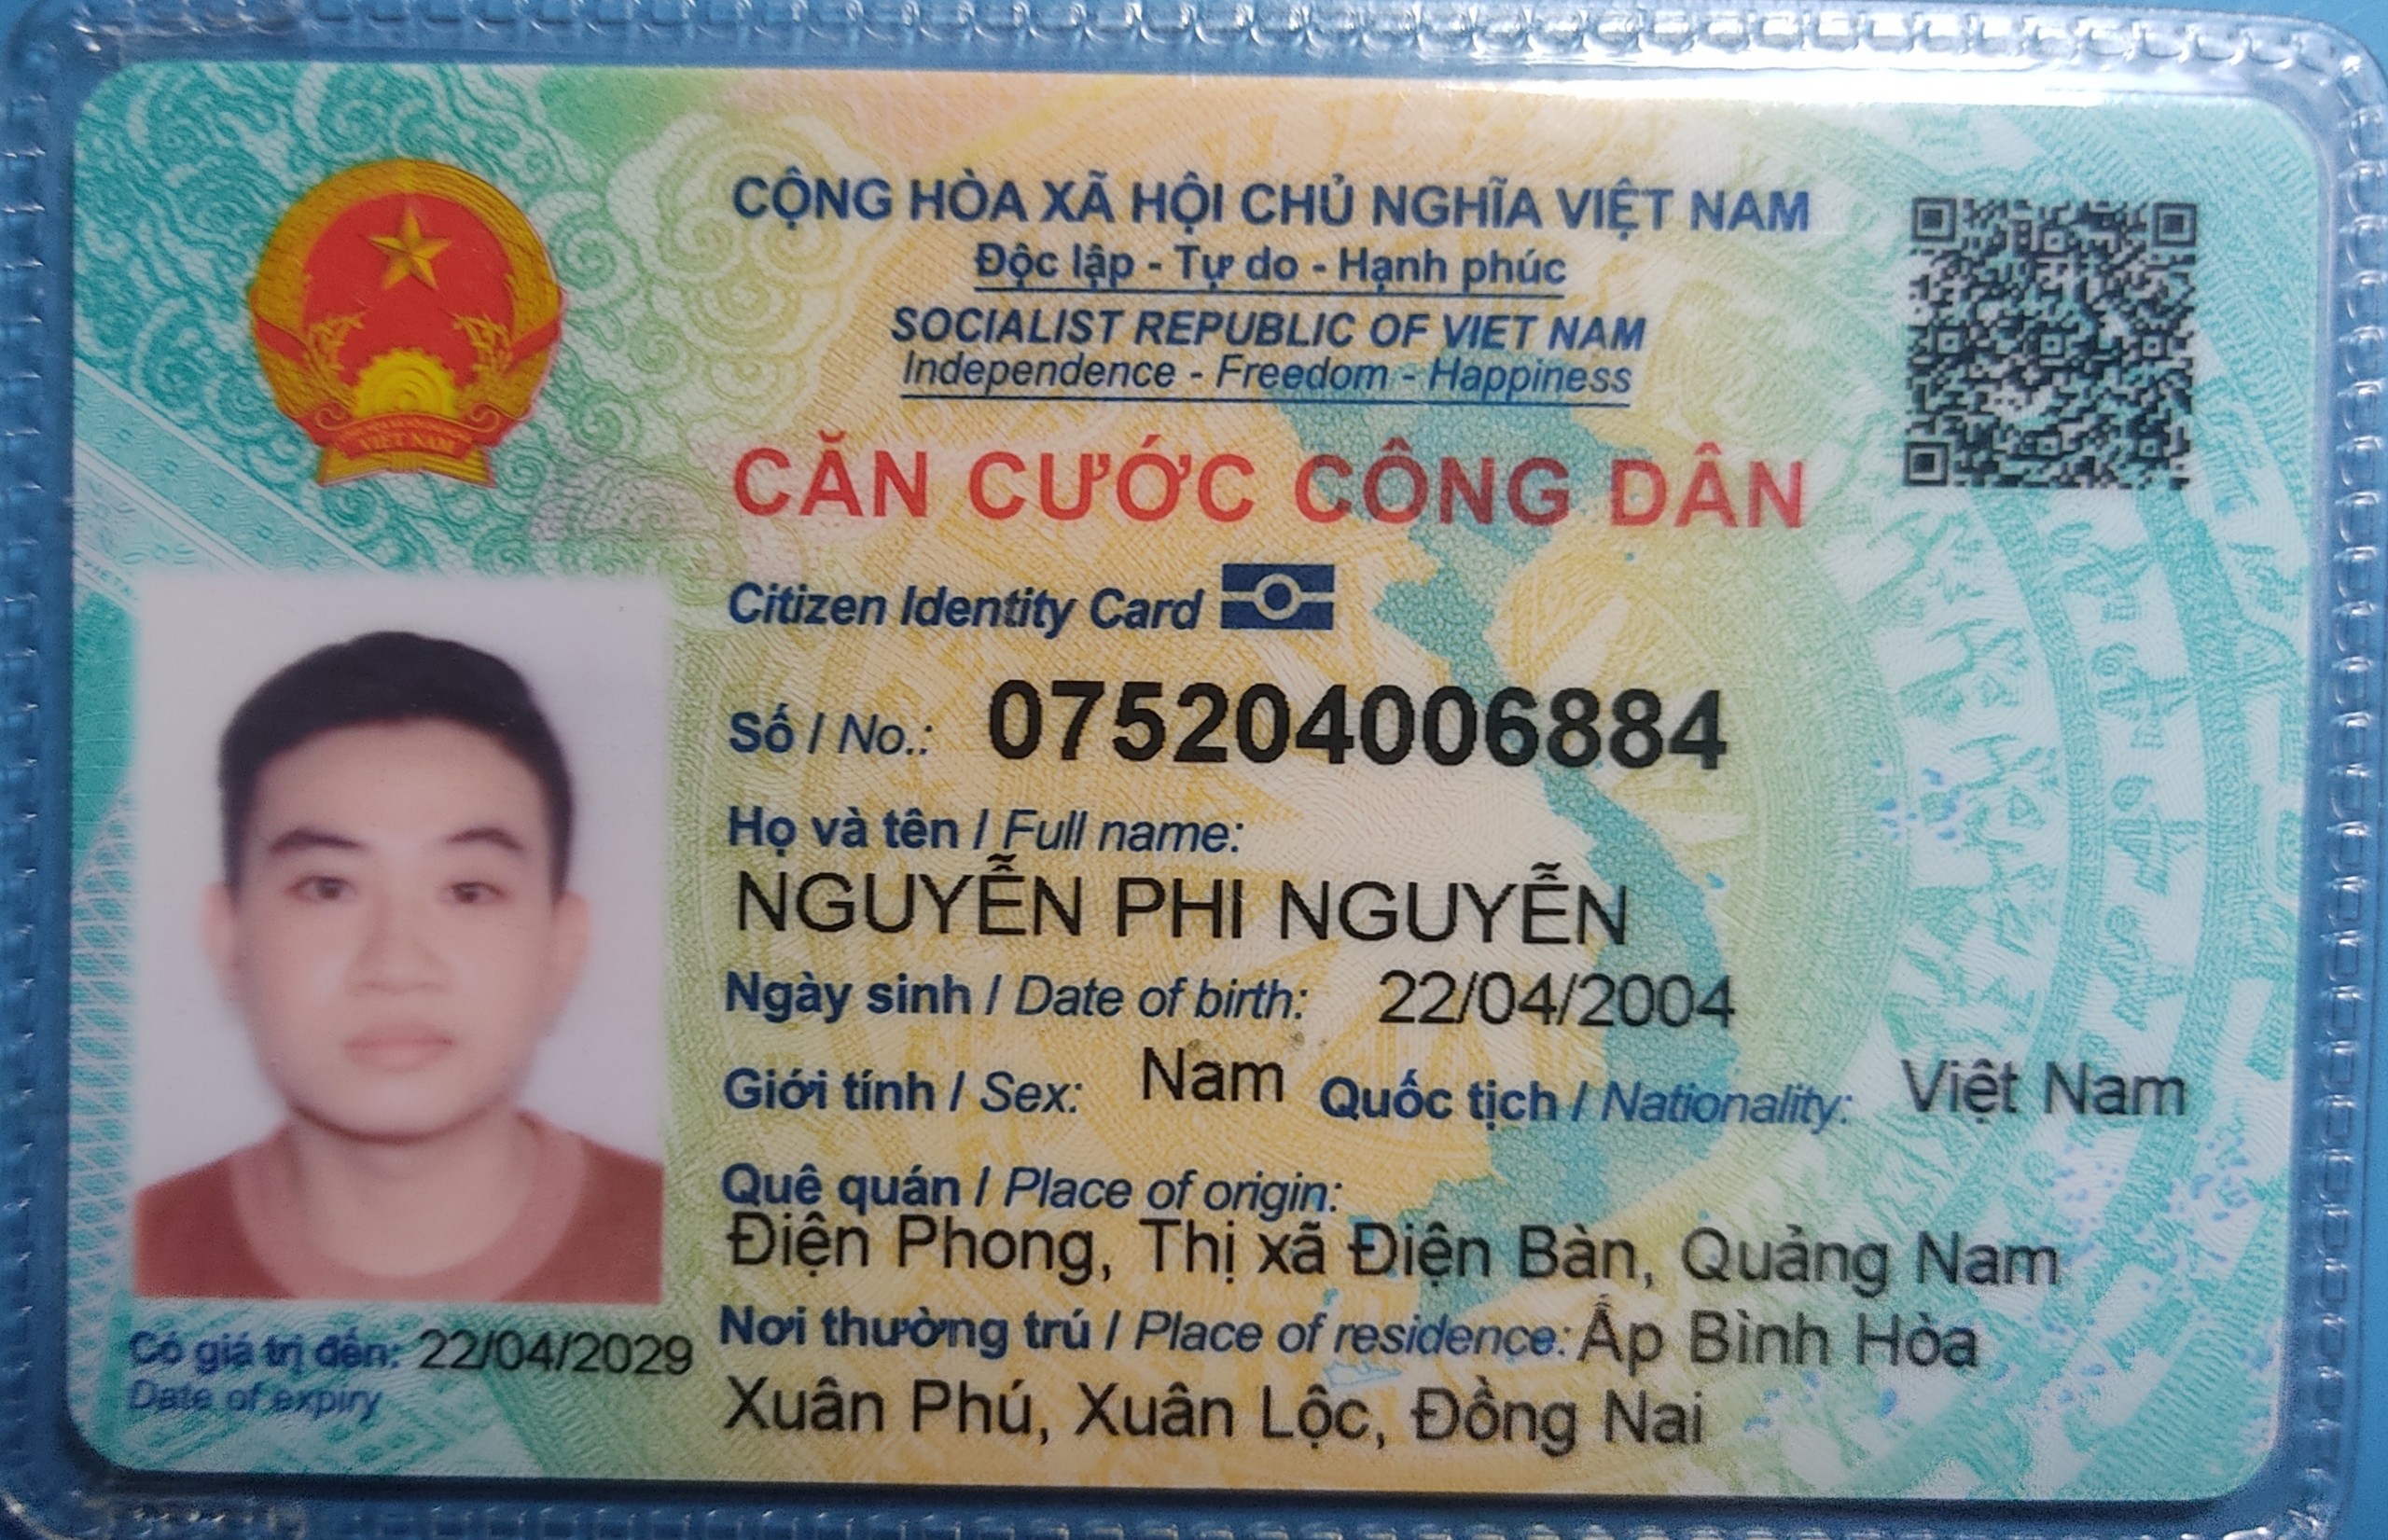 CỘNG HÒA XÃ HỘI CHỦ NGHĨA VIỆT NAM
Độc lập - Tự do - Hạnh phúc
SOCIALIST REPUBLIC OF VIET NAM
Independence - Freedom - Happiness
VIỆT NAM
CĂN CƯỚC CÔNG DÂN
Citizen Identity Card
Số / No.: 075204006884
Họ và tên / Full name:
NGUYỄN PHI NGUYỄN
Ngày sinh / Date of birth: 22/04/2004
Giới tính / Sex: Nam Quốc tịch / Nationality: Việt Nam
Quê quán / Place of origin:
Điện Phong, Thị xã Điện Bàn, Quảng Nam
Nơi thường trú / Place of residence: Ấp Bình Hòa
Xuân Phú, Xuân Lộc, Đồng Nai
Có giá trị đến: 22/04/2029
Date of expiry